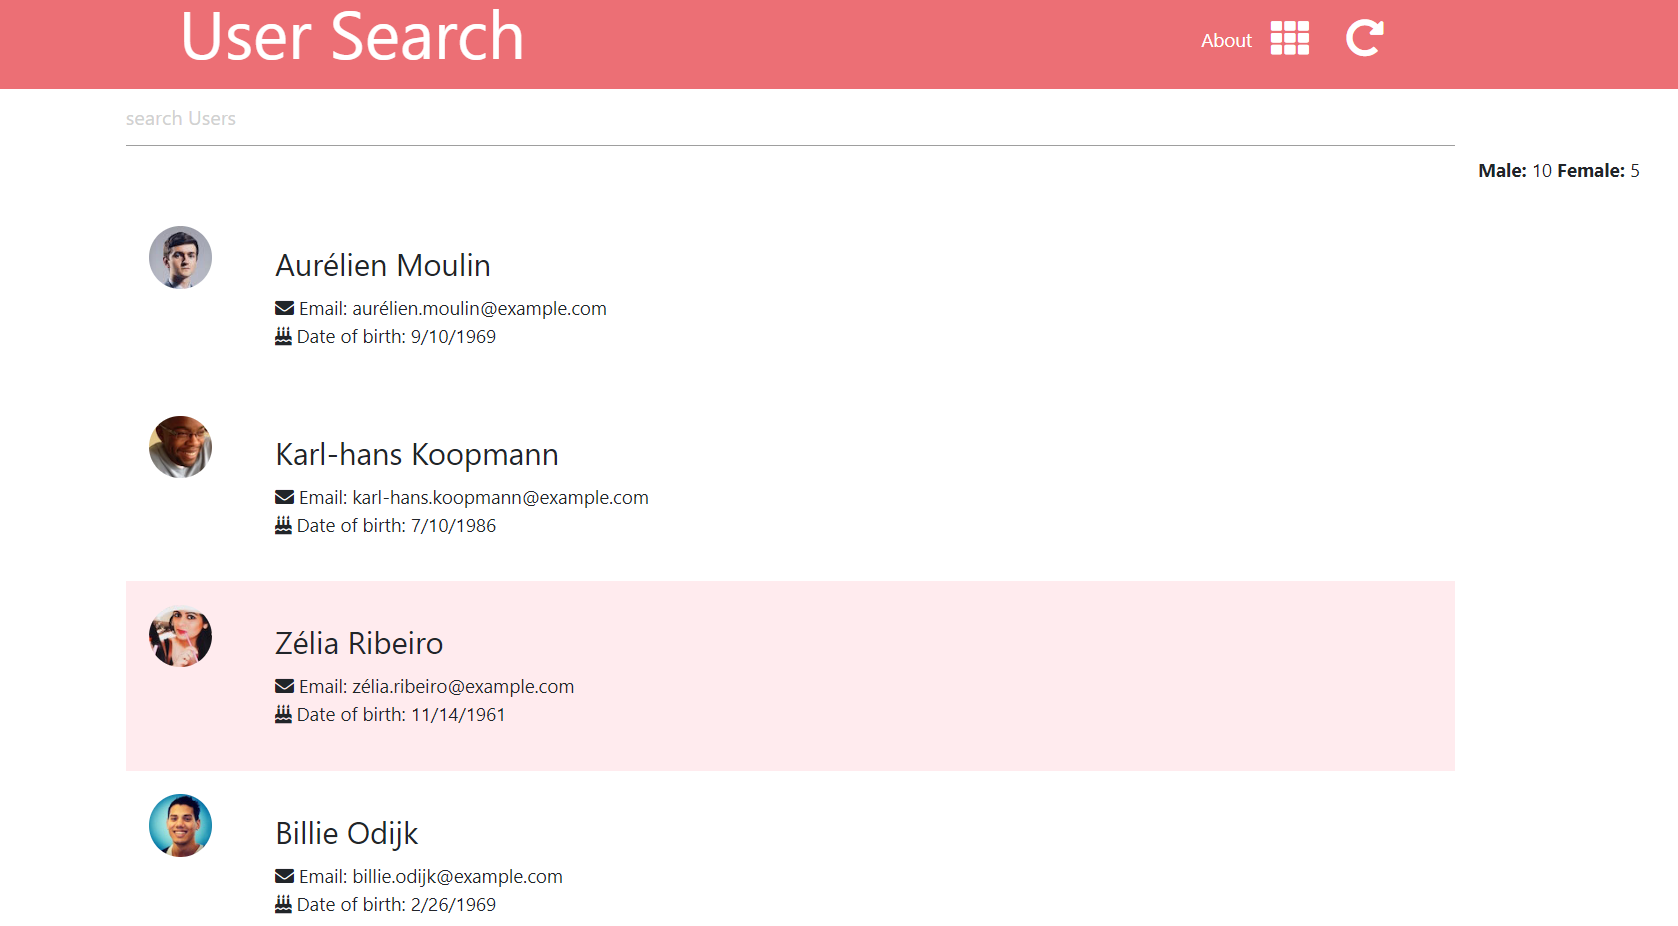 User Search
About
search Users
Male: 10 Female: 5
Aurélien Moulin
Email: aurélien.moulin@example.com
Date of birth: 9/10/1969
Karl-hans Koopmann
Email: karl-hans.koopmann@example.com
Date of birth: 7/10/1986
Zélia Ribeiro
Email: zélia.ribeiro@example.com
Date of birth: 11/14/1961
Billie Odijk
Email: billie.odijk@example.com
Date of birth: 2/26/1969